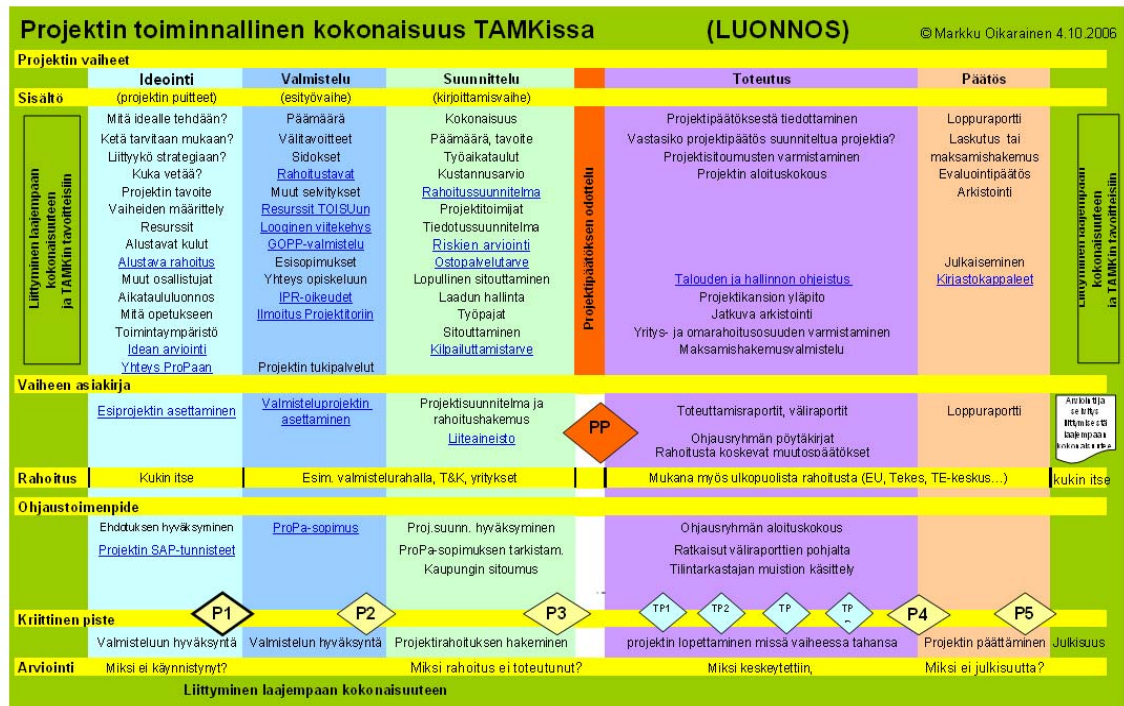 Projektin toiminnallinen kokonaisuus TAMKissa (LUONNOS) © Markku Oikarainen 4.10.2006
Projektin vaiheet
Ideointi Valmistelu Suunnittelu Toteutus Päätös
Sisältö (projektin puitteet) (esityövaihe) (kirjoittamisvaihe)
Liittyminen laajempaan
kokonaisuuteen
ja TAMKin tavoitteisiin
Mitä idealle tehdään?
Ketä tarvitaan mukaan?
Liittyykö strategiaan?
Kuka vetää?
Projektin tavoite
Vaiheiden määrittely
Resurssit
Alustavat kulut
Alustava rahoitus
Muut osallistujat
Aikataululuonnos
Mitä opetukseen
Toimintaympäristö
Idean arviointi
Yhteys ProPaan
Päämäärä
Välitavoitteet
Sidokset
Rahoitustavat
Muut selvitykset
Resurssit TOISUun
Looginen viitekehys
GOPP-valmistelu
Esisopimukset
Yhteys opiskeluun
IPR-oikeudet
Ilmoitus Projektitoriin
Projektin tukipalvelut
Kokonaisuus
Päämäärä, tavoite
Työaikataulut
Kustannusarvio
Rahoitussuunnitelma
Projektitoimijat
Tiedotussuunnitelma
Riskien arviointi
Ostopalvelutarve
Lopullinen sitouttaminen
Laadun hallinta
Työpajat
Sitouttaminen
Kilpailuttamistarve
Projektipäätöksen odottelu
Projektipäätöksestä tiedottaminen
Vastasiko projektipäätös suunniteltua projektia?
Projektisitoumusten varmistaminen
Projektin aloituskokous
Talouden ja hallinnon ohjeistus
Projektikansion yläpito
Jatkuva arkistointi
Yritys- ja omarahoitusosuuden varmistaminen
Maksamishakemusvalmistelu
Loppuraportti
Laskutus tai
maksamishakemus
Evaluointipäätös
Arkistointi
Julkaiseminen
Kirjastokappaleet
Liittyminen laajempaan
kokonaisuuteen
ja TAMKin tavoitteisiin
Vaiheen asiakirja
Esiprojektin asettaminen
Valmisteluprojektin
asettaminen
Projektisuunnitelma ja
rahoitushakemus
Liiteaineisto
PP
Toteuttamisraportit, väliraportit
Ohjausryhmän pöytäkirjat
Rahoitusta koskevat muutospäätökset
Loppuraportti
Arviointi ja
selvitys
liittymisestä
laajempaan
kokonaisuutee
Rahoitus Kukin itse Esim. valmistelurahalla, T&K, yritykset Mukana myös ulkopuolista rahoitusta (EU, Tekes, TE-keskus...) kukin itse
Ohjaustoimenpide
Ehdotuksen hyväksyminen
Projektin SAP-tunnisteet
ProPa-sopimus
Proj.suunn. hyväksyminen
ProPa-sopimuksen tarkistam.
Kaupungin sitoumus
Ohjausryhmän aloituskokous
Ratkaisut väliraporttien pohjalta
Tilintarkastajan muistion käsittely
P1 P2 P3 TP1 TP2 TP TP P4 P5
Kriittinen piste
Valmisteluun hyväksyntä Valmistelun hyväksyntä Projektirahoituksen hakeminen projektin lopettaminen missä vaiheessa tahansa Projektin päättäminen Julkisuus
Arviointi Miksi ei käynnistynyt? Miksi rahoitus ei toteutunut? Miksi keskeytettiin, Miksi ei julkisuutta?
Liittyminen laajempaan kokonaisuuteen